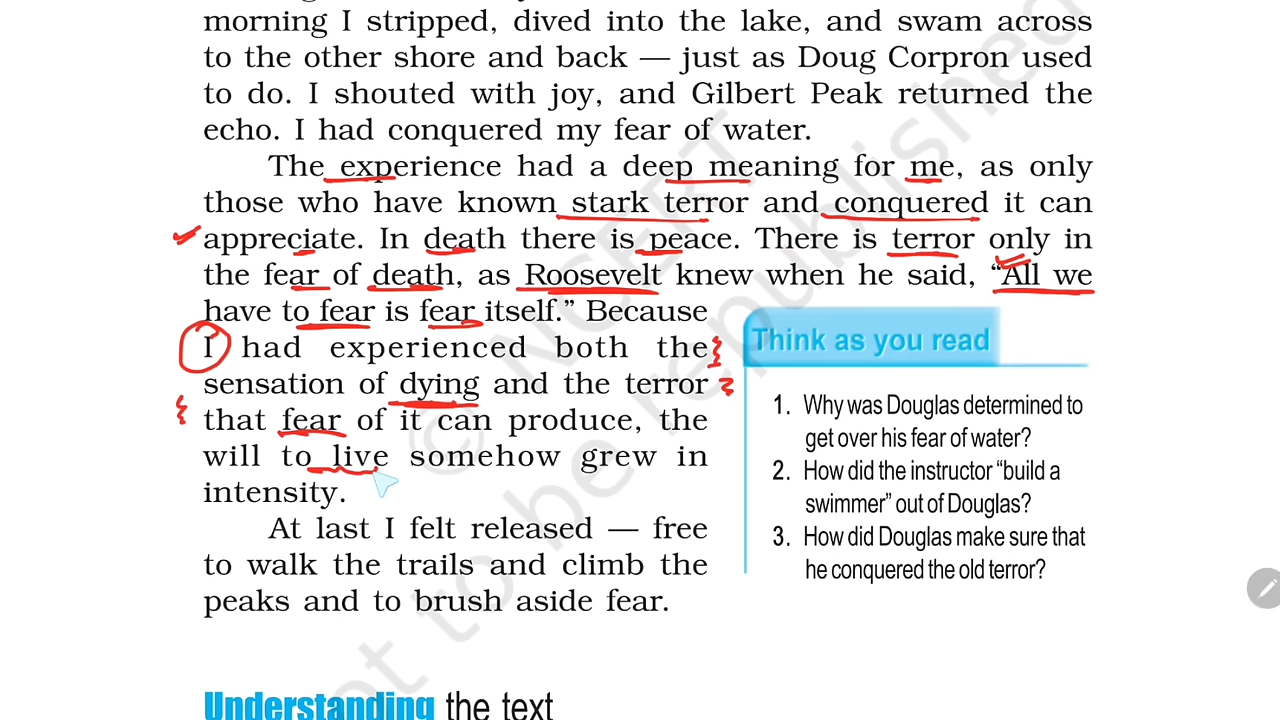 morning I stripped, dived into the lake, and swam across
to the other shore and back — just as Doug Corpron used
to do. I shouted with joy, and Gilbert Peak returned the
echo. I had conquered my fear of water.
The experience had a deep meaning for me, as only
those who have known stark terror and conquered it can
appreciate. In death there is peace. There is terror only in
the fear of death, as Roosevelt knew when he said, “All we
have to fear is fear itself.” Because
I had experienced both the
sensation of dying and the terror
that fear of it can produce, the
will to live somehow grew in
intensity.
At last I felt released — free
to walk the trails and climb the
peaks and to brush aside fear.
Think as you read
1. Why was Douglas determined to
get over his fear of water?
2. How did the instructor “build a
swimmer” out of Douglas?
3. How did Douglas make sure that
he conquered the old terror?
Understanding the text
© NCERT
not to be republished